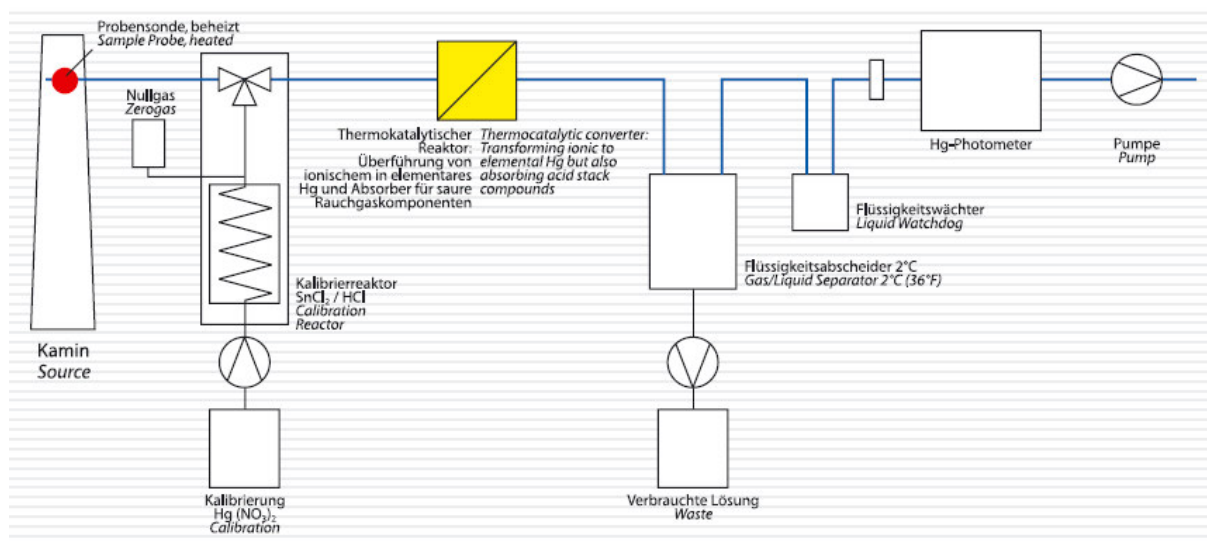 Probensonde, beheizt
Sample Probe, heated
Nullgas
Zerogas
Thermokatalytischer
Reaktor:
Überführung von
ionischem in elementares
Hg und Absorber für saure
Rauchgaskomponenten
Thermocatalytic converter:
Transforming ionic to
elemental Hg but also
absorbing acid stack
compounds
Hg-Photometer
Pumpe
Pump
Flüssigkeitswächter
Liquid Watchdog
Flüssigkeitsabscheider 2°C
Gas/Liquid Separator 2°C (36°F)
Kalibrierreaktor
SnCl₂ / HCl
Calibration
Reactor
Kamin
Source
Kalibrierung
Hg (NO₃)₂
Calibration
Verbrauchte Lösung
Waste